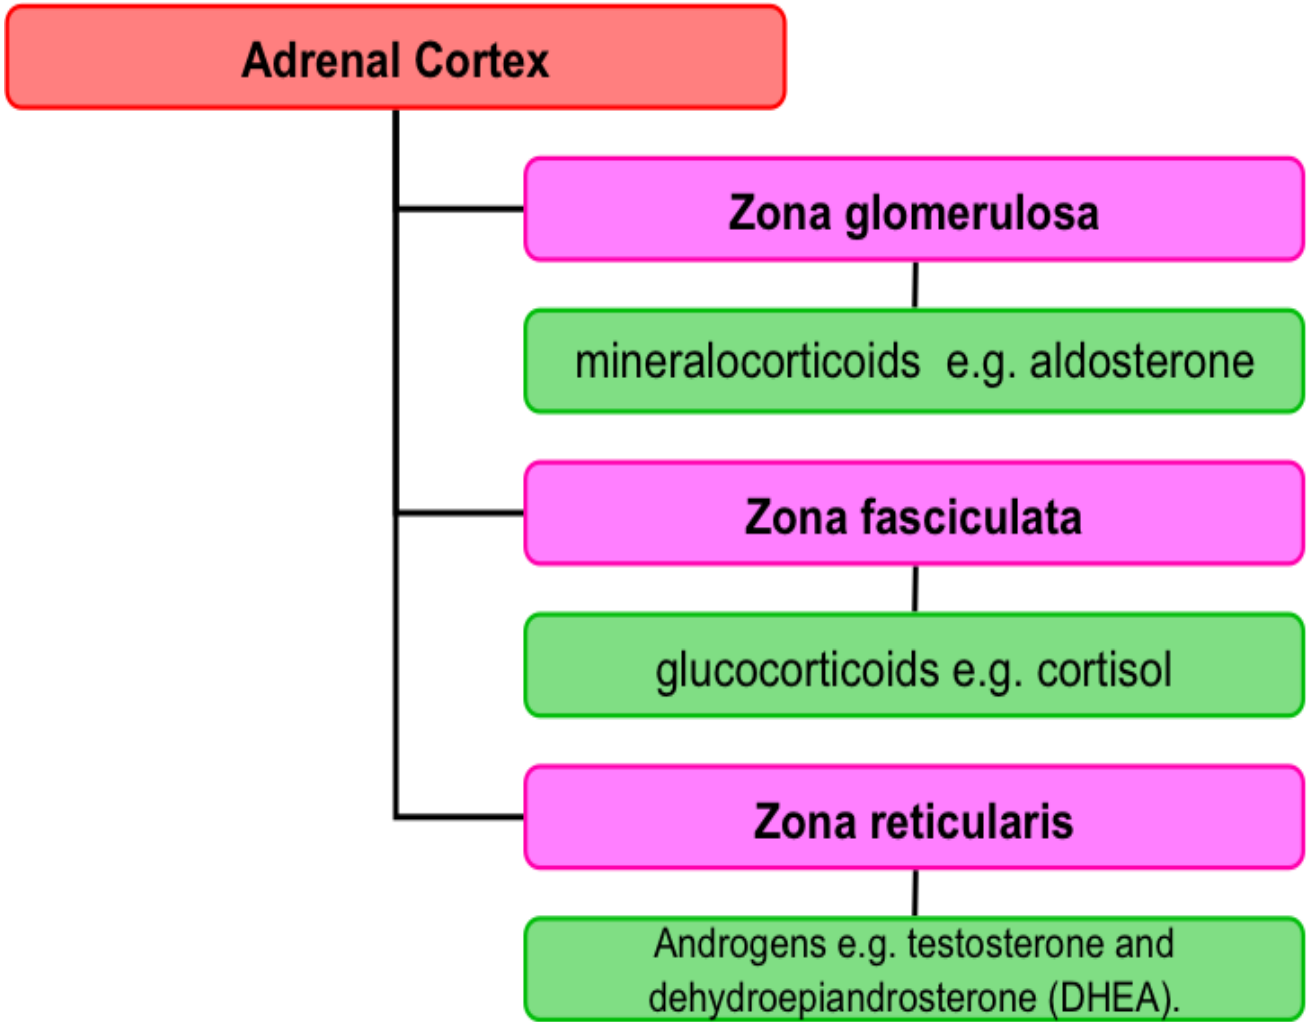 Adrenal Cortex
Zona glomerulosa
mineralocorticoids  e.g. aldosterone
Zona fasciculata
glucocorticoids e.g. cortisol
Zona reticularis
Androgens e.g. testosterone and
dehydroepiandrosterone (DHEA).